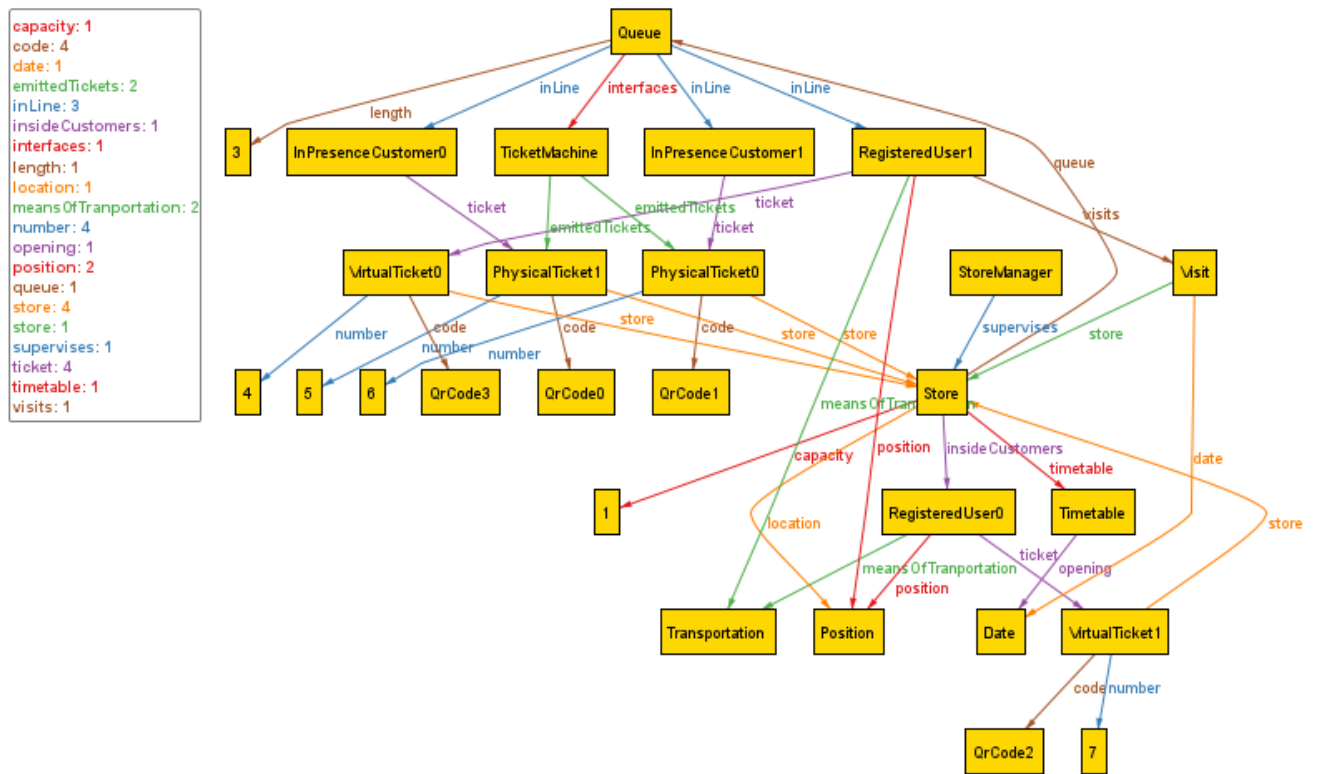 capacity: 1
code: 4
date: 1
emittedTickets: 2
inLine: 3
insideCustomers: 1
interfaces: 1
length: 1
location: 1
meansOfTranportation: 2
number: 4
opening: 1
position: 2
queue: 1
store: 4
store: 1
supervises: 1
ticket: 4
timetable: 1
visits: 1
Queue
inLine
interfaces
inLine
inLine
length
3
InPresenceCustomer0
TicketMachine
InPresenceCustomer1
RegisteredUser1
queue
ticket
emittedTickets
emittedTickets
ticket
ticket
visits
VirtualTicket0
PhysicalTicket1
PhysicalTicket0
StoreManager
Visit
number
code
number
code
number
code
store
store
store
supervises
store
4
5
6
QrCode3
QrCode0
QrCode1
Store
meansOfTran
n
capacity
position
insideCustomers
timetable
date
1
location
RegisteredUser0
Timetable
store
meansOfTranportation
position
ticket
opening
Transportation
Position
Date
VirtualTicket1
code
number
QrCode2
7